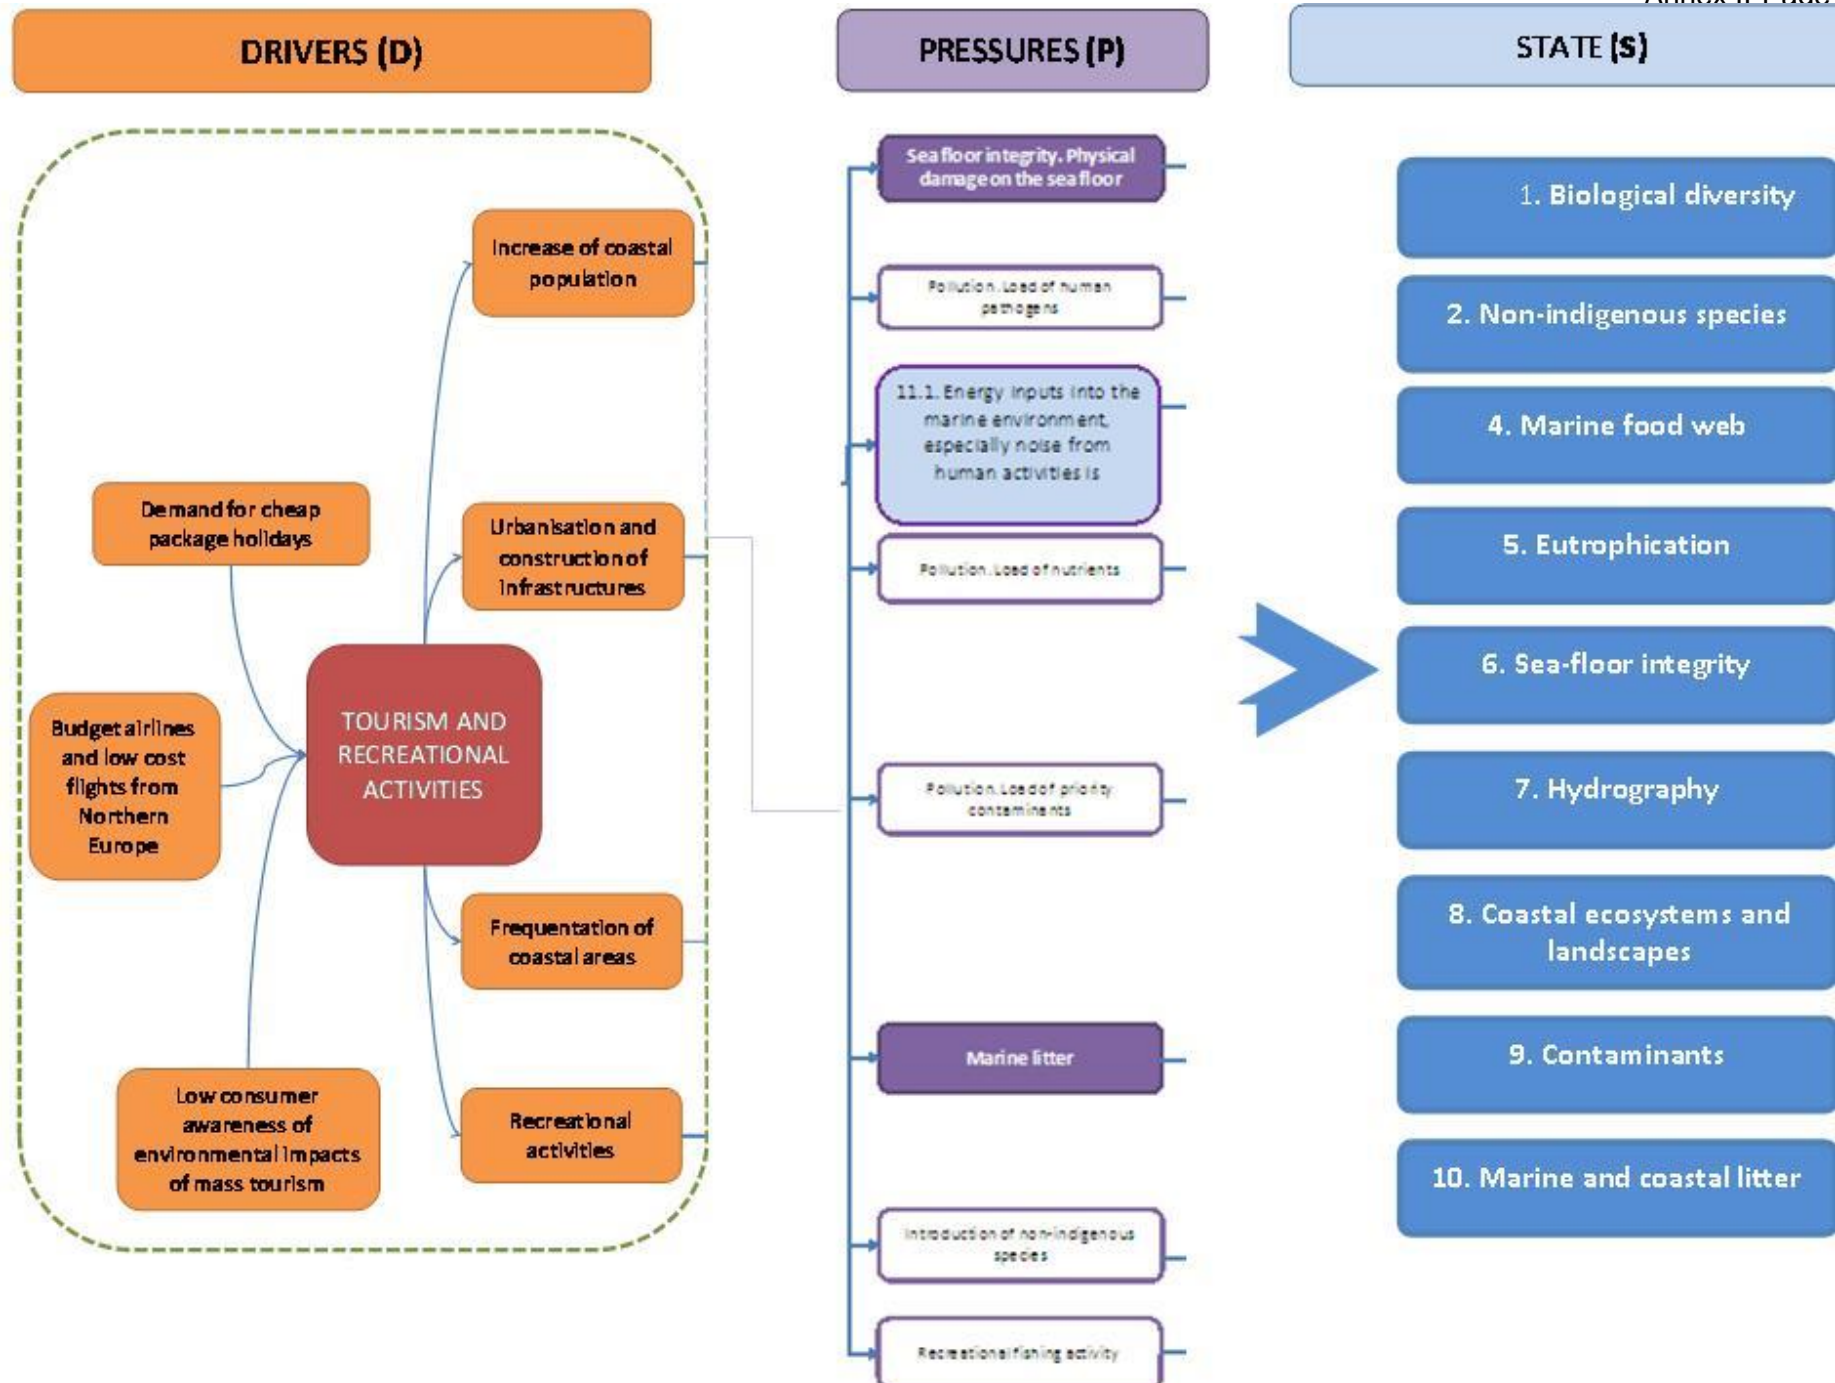 DRIVERS (D)
PRESSURES (P)
STATE (S)
Increase of coastal
population
Demand for cheap
package holidays
Urbanisation and
construction of
infrastructures
Budget airlines
and low cost
flights from
Northern
Europe
TOURISM AND
RECREATIONAL
ACTIVITIES
Frequentation of
coastal areas
Low consumer
awareness of
environmental impacts
of mass tourism
Recreational
activities
Sea floor integrity. Physical
damage on the sea floor
Pollution. Load of human
pathogens
11.1. Energy inputs into the
marine environment,
especially noise from
human activities is
Pollution. Load of nutrients
Pollution. Load of priority
contaminants
Marine litter
Introduction of non-indigenous
species
Recreational fishing activity
1. Biological diversity
2. Non-indigenous species
4. Marine food web
5. Eutrophication
6. Sea-floor integrity
7. Hydrography
8. Coastal ecosystems and
landscapes
9. Contaminants
10. Marine and coastal litter